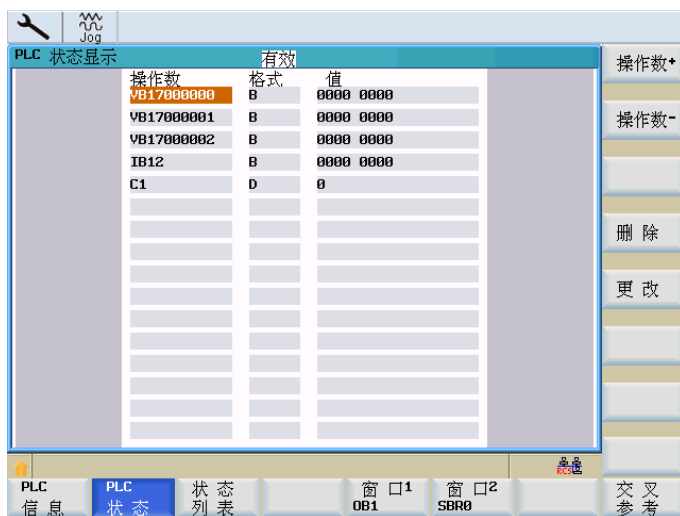 Jog
PLC 状态显示 有效
操作数 格式 值
VB17000000 B 0000 0000
VB17000001 B 0000 0000
VB17000002 B 0000 0000
IB12 B 0000 0000
C1 D 0
操作数+
操作数-
删 除
更 改
RCS
PLC 信 息
PLC 状 态
状 态 列 表
窗 口1 OB1
窗 口2 SBR0
交 叉 参 考